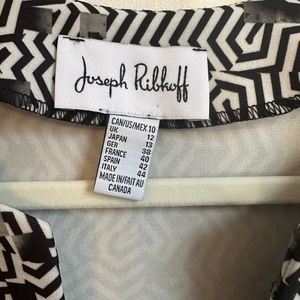 Joseph Ribkoff
CAN/US/MEX 10
UK 12
JAPAN 13
GER 38
FRANCE 40
SPAIN 42
ITALY 44
MADE IN/FAIT AU
CANADA